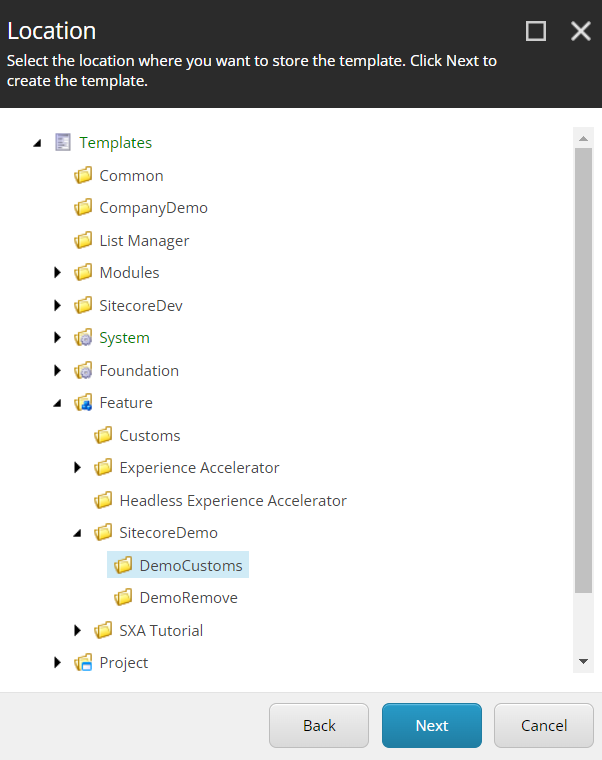 Location
Select the location where you want to store the template. Click Next to
create the template.
Templates
Common
CompanyDemo
List Manager
Modules
SitecoreDev
System
Foundation
Feature
Customs
Experience Accelerator
Headless Experience Accelerator
SitecoreDemo
DemoCustoms
DemoRemove
SXA Tutorial
Project
Back
Next
Cancel